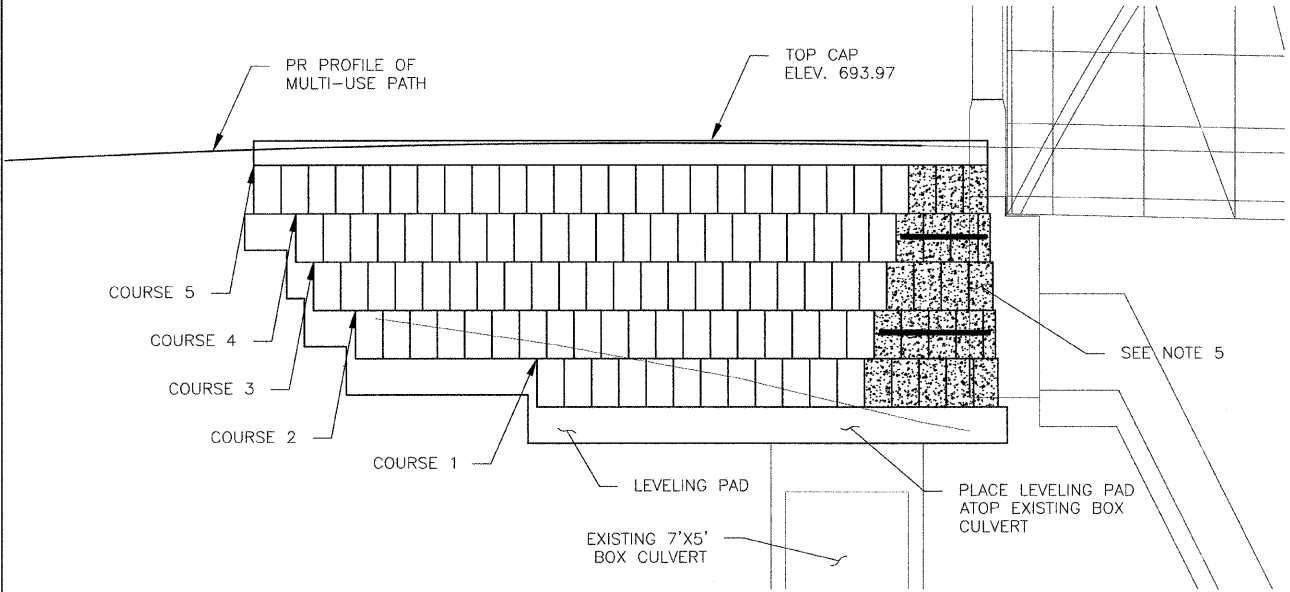 PR PROFILE OF
MULTI-USE PATH
TOP CAP
ELEV. 693.97
COURSE 5
COURSE 4
COURSE 3
COURSE 2
COURSE 1
SEE NOTE 5
LEVELING PAD
PLACE LEVELING PAD
ATOP EXISTING BOX
CULVERT
EXISTING 7'X5'
BOX CULVERT